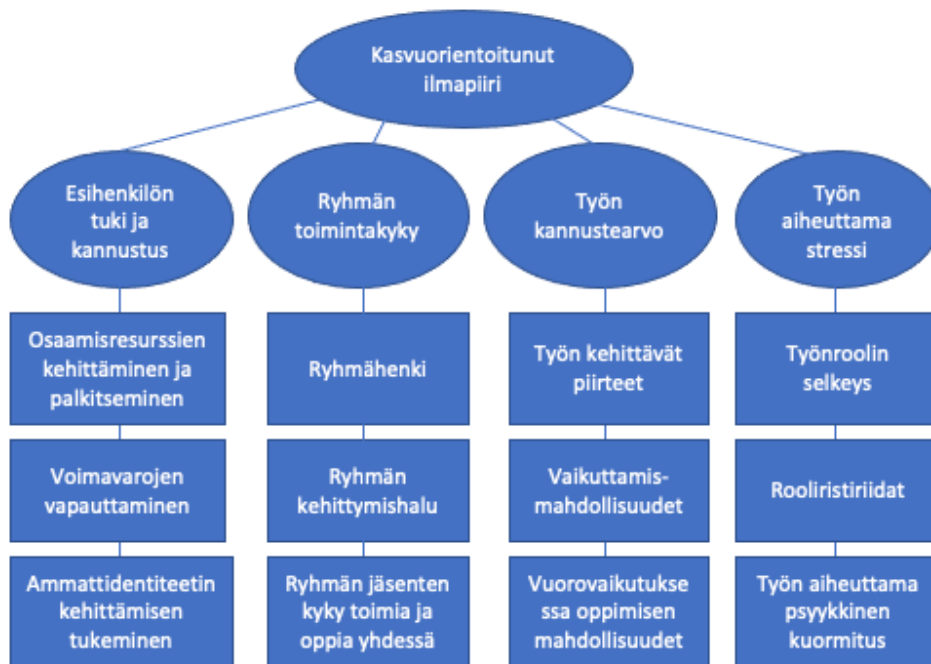 Kasvuorientoitunut
ilmapiiri
Esihenkilön
tuki ja
kannustus
Ryhmän
toimintakyky
Työn
kannustearvo
Työn
aiheuttama
stressi
Osaamisresurssien
kehittäminen ja
palkitseminen
Ryhmähenki
Työn kehittävät
piirteet
Työnroolin
selkeys
Voimavarojen
vapauttaminen
Ryhmän
kehittymishalu
Vaikuttamis-
mahdollisuudet
Rooliristiriidat
Ammattidentiteetin
kehittämisen
tukeminen
Ryhmän jäsenten
kyky toimia ja
oppia yhdessä
Vuorovaikutukse
ssa oppimisen
mahdollisuudet
Työn aiheuttama
psyykkinen
kuormitus